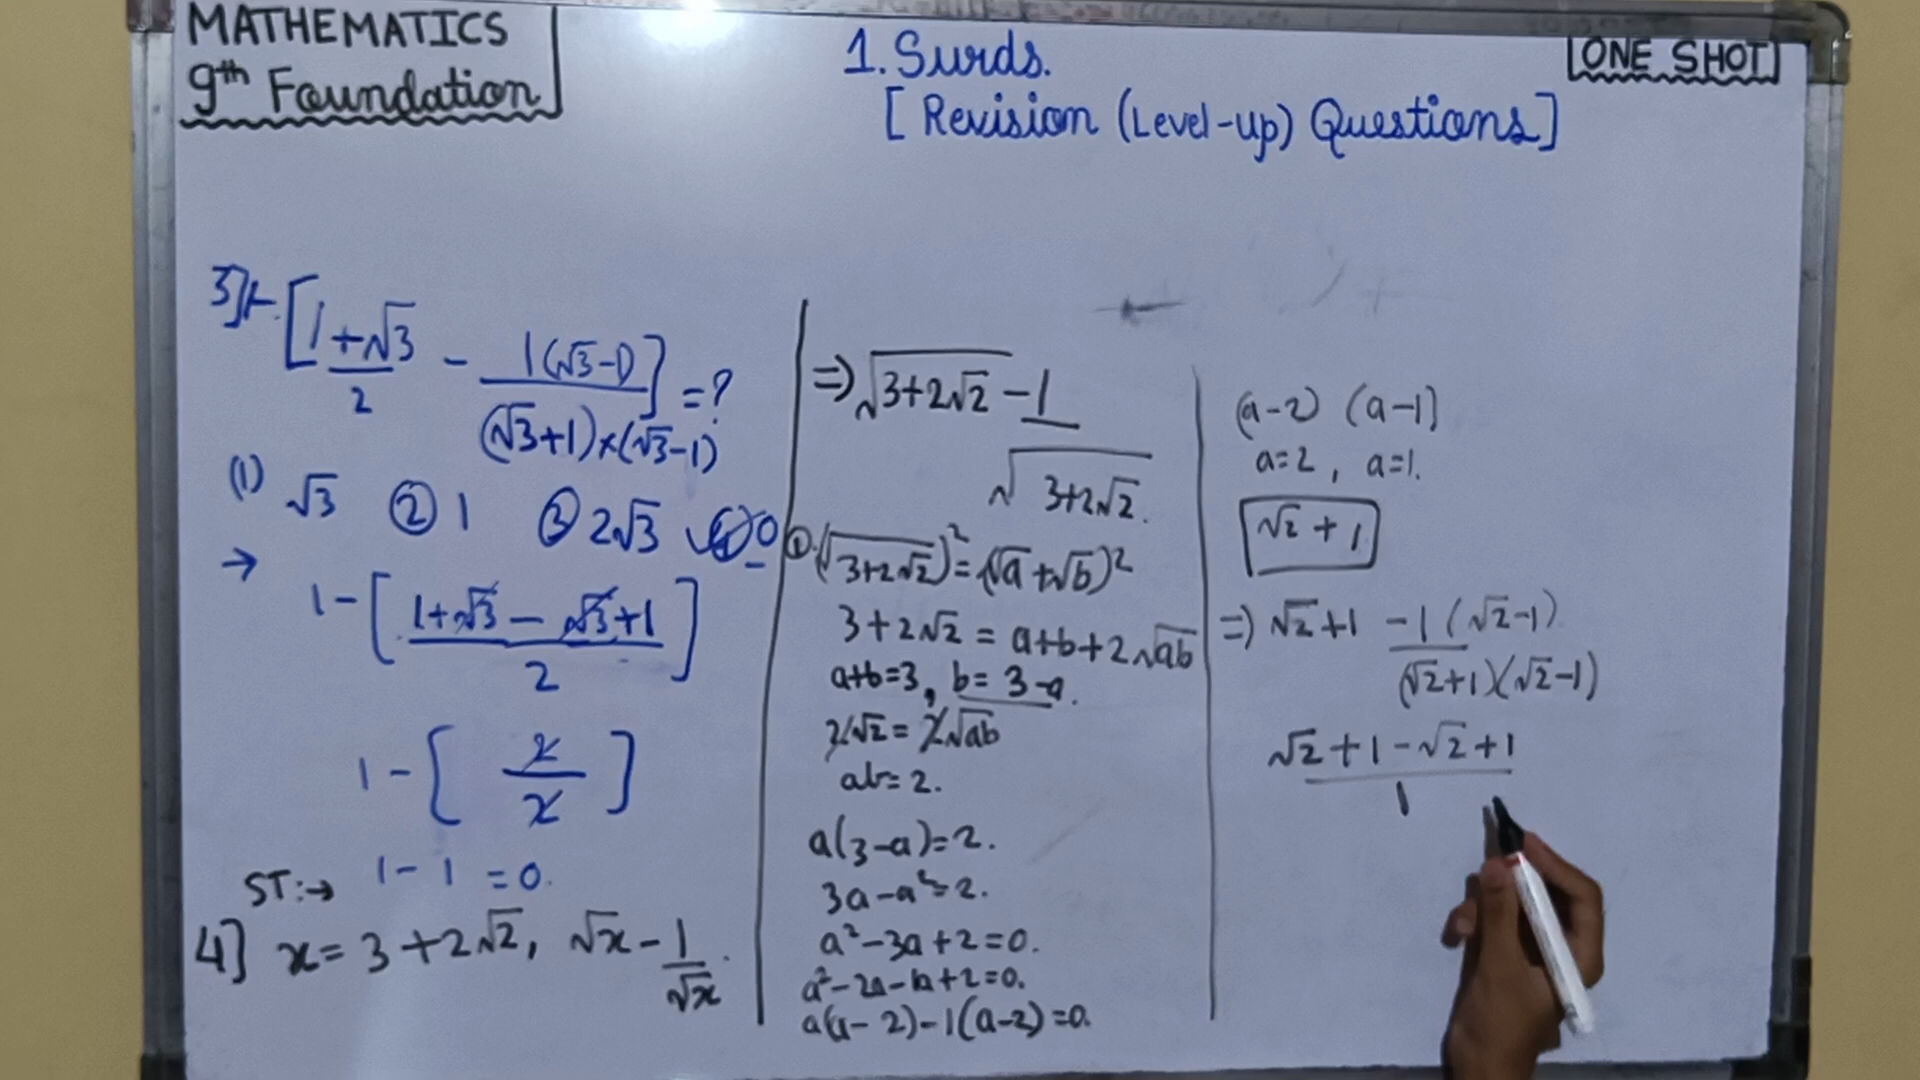 MATHEMATICS
9th Foundation
1. Surds.
[Revision (Level-up) Questions]
ONE SHOT
3] 1-[1+√3/2 - 1(√3-1)/(√3+1)×(√3-1)] = ?
(1) √3 ② 1 ③ 2√3 ④ 0
→ 1-[1+√3-√3+1/2]
1-[2/2]
1-1 = 0.
ST:→
4] x = 3+2√2, √x - 1/√x.
⇒ √3+2√2 - 1/√3+2√2.
①. (√3+2√2)² = (√a+√b)²
3+2√2 = a+b+2√ab
a+b=3, b= 3-a.
2√2 = 2√ab
ab= 2.
a(3-a)=2.
3a-a²=2.
a²-3a+2=0.
a²-2a-1a+2=0.
a(a-2)-1(a-2)=0.
(a-2) (a-1)
a=2, a=1.
√2 + 1
⇒ √2+1 -1(√2-1)/(√2+1)(√2-1)
√2+1-√2+1/1